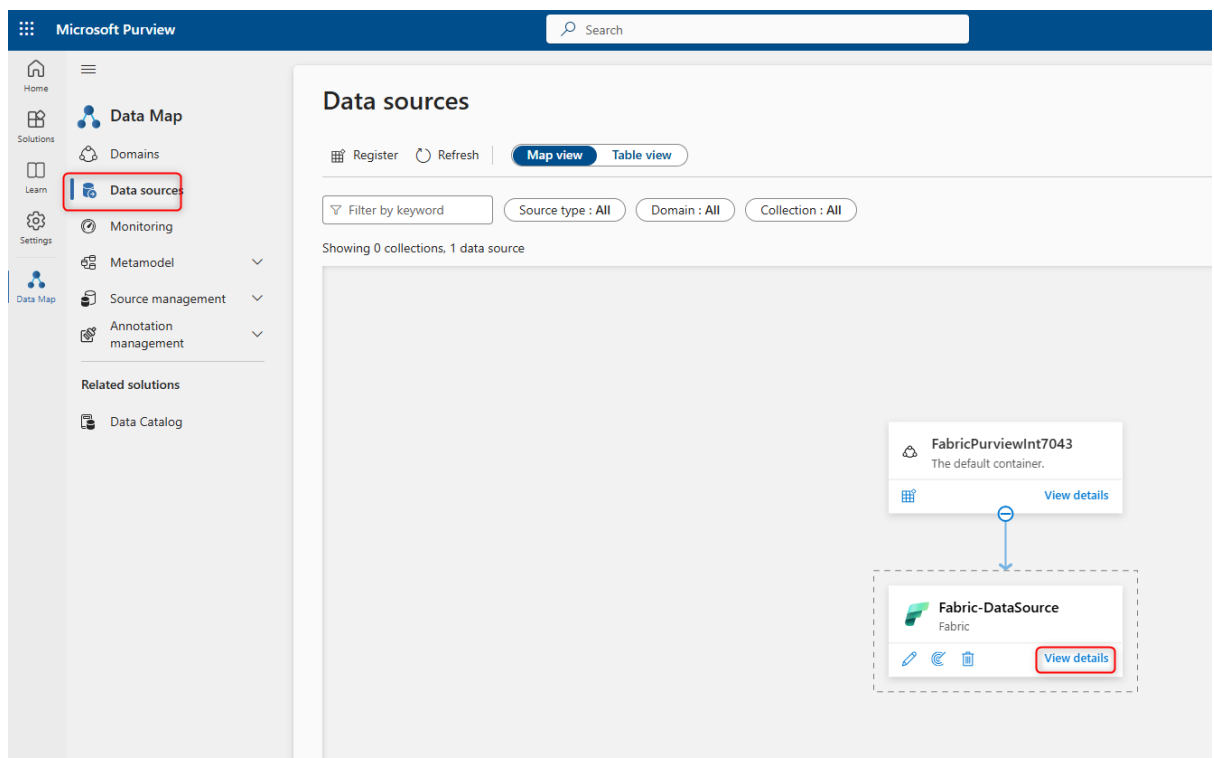 Microsoft Purview
Search
Home
Solutions
Learn
Settings
Data Map
Data Map
Domains
Data sources
Monitoring
Metamodel
Source management
Annotation
management
Related solutions
Data Catalog
Data sources
Register
Refresh
Map view
Table view
Filter by keyword
Source type : All
Domain : All
Collection : All
Showing 0 collections, 1 data source
FabricPurviewInt7043
The default container.
View details
Fabric-DataSource
Fabric
View details